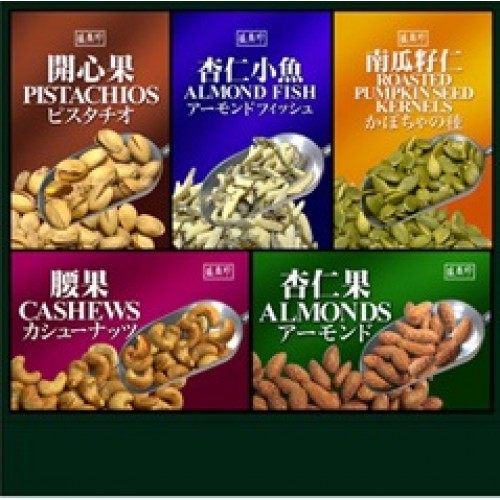 開心果
PISTACHIOS
ピスタチオ
杏仁小魚
ALMOND FISH
アーモンドフィッシュ
南瓜籽仁
ROASTED
PUMPKIN SEED
KERNELS
かぼちゃの種
腰果
CASHEWS
カシューナッツ
杏仁果
ALMONDS
アーモンド